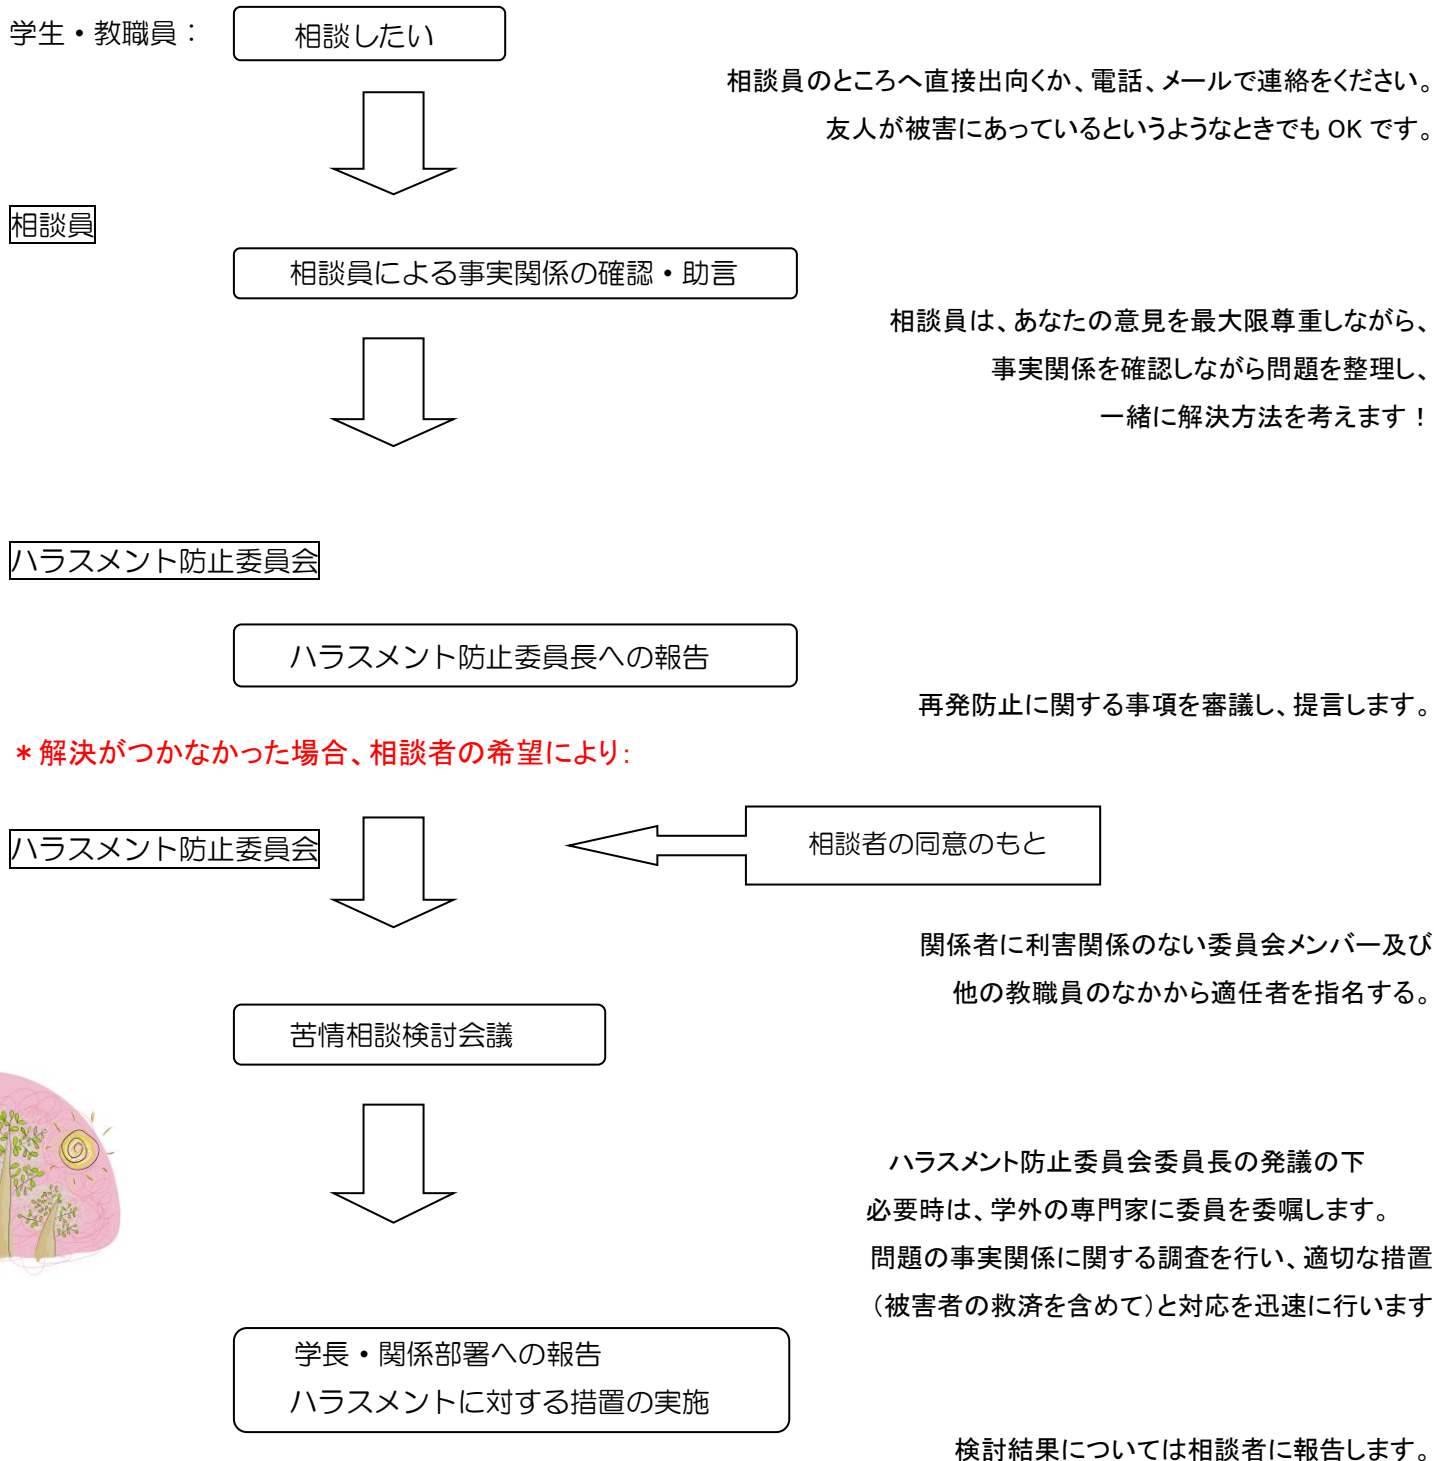 学生・教職員：
相談したい
相談員のところへ直接出向くか、電話、メールで連絡をください。
友人が被害にあっているというようなときでも OK です。
相談員
相談員による事実関係の確認・助言
相談員は、あなたの意見を最大限尊重しながら、
事実関係を確認しながら問題を整理し、
一緒に解決方法を考えます！
ハラスメント防止委員会
ハラスメント防止委員長への報告
再発防止に関する事項を審議し、提言します。
＊解決がつかなかった場合、相談者の希望により：
ハラスメント防止委員会
相談者の同意のもと
関係者に利害関係のない委員会メンバー及び
他の教職員のなかから適任者を指名する。
苦情相談検討会議
ハラスメント防止委員会委員長の発議の下
必要時は、学外の専門家に委員を委嘱します。
問題の事実関係に関する調査を行い、適切な措置
（被害者の救済を含めて）と対応を迅速に行います
学長・関係部署への報告
ハラスメントに対する措置の実施
検討結果については相談者に報告します。